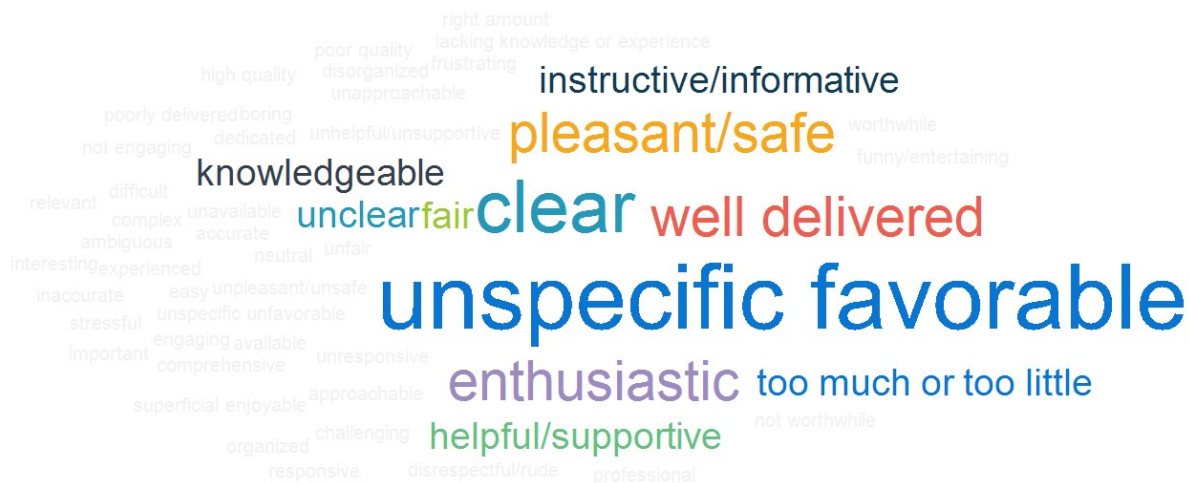 right amount
lacking knowledge or experience
poor quality
frustrating
disorganized
high quality
instructive/informative
unapproachable
poorly delivered
boring
pleasant/safe
worthwhile
dedicated
unhelpful/unsupportive
not engaging
funny/entertaining
knowledgeable
difficult
relevant
unavailable
unclear
fair
clear
well delivered
complex
accurate
ambiguous
neutral
unfair
interesting
experienced
inaccurate
easy
unpleasant/unsafe
unspecific favorable
unspecific unfavorable
stressful
engaging
available
important
unresponsive
comprehensive
enthusiastic
too much or too little
approachable
superficial
enjoyable
not worthwhile
challenging
helpful/supportive
organized
responsive
disrespectful/rude
professional